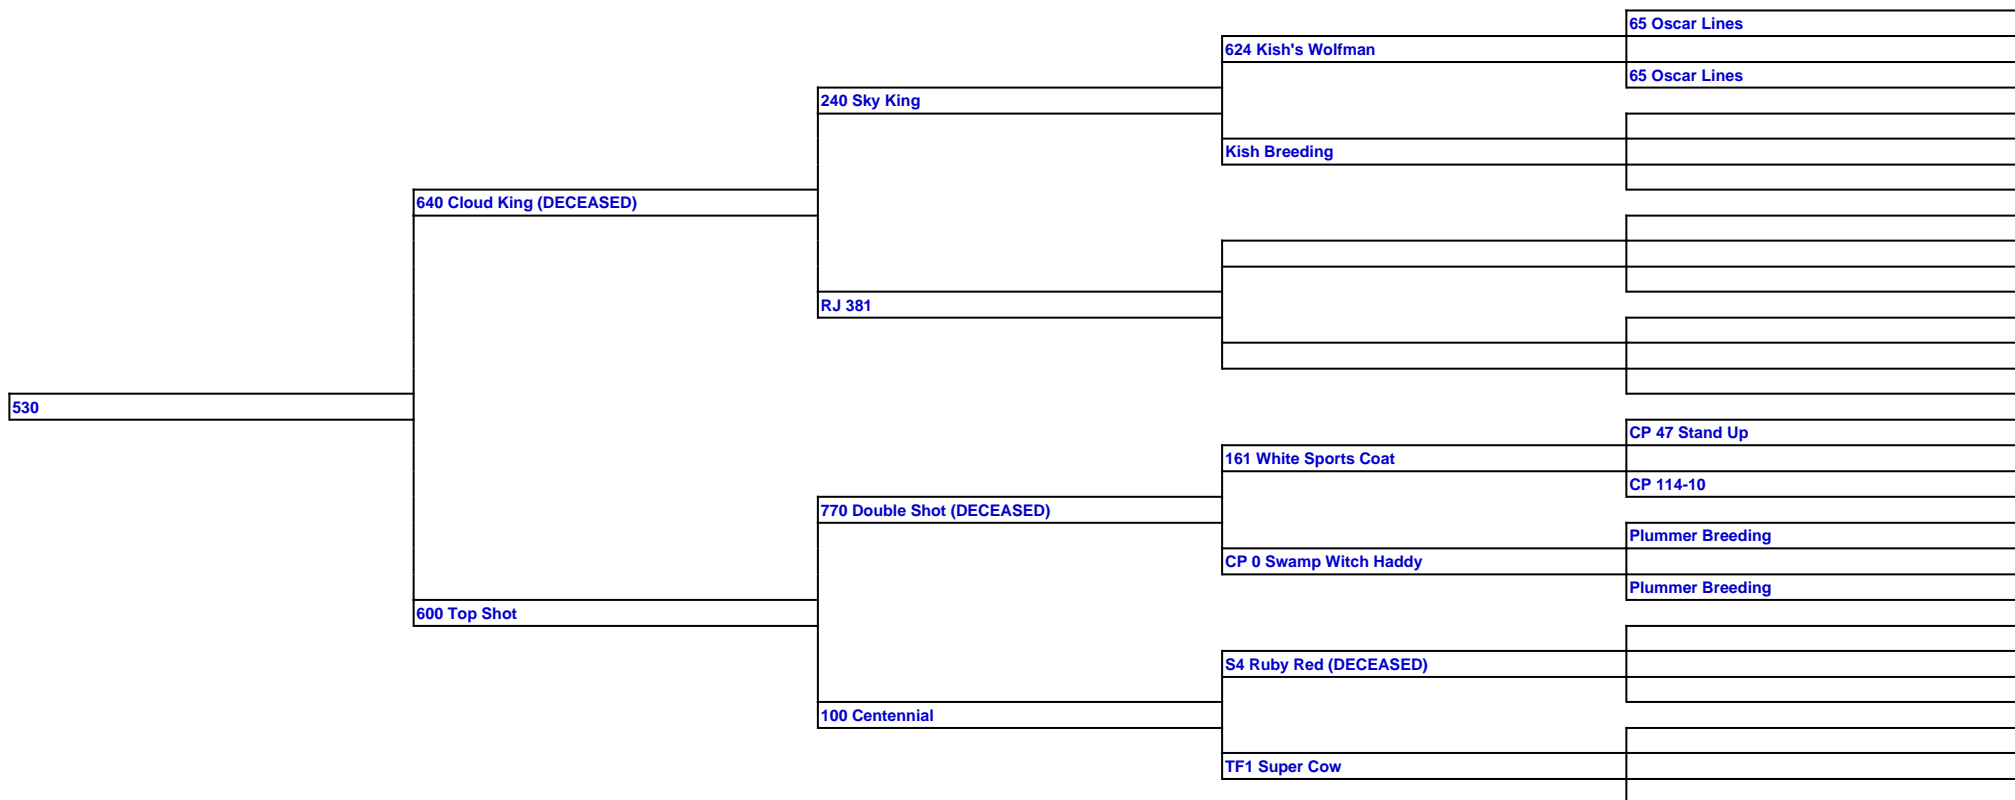 65 Oscar Lines
624 Kish's Wolfman
65 Oscar Lines
240 Sky King
Kish Breeding
640 Cloud King (DECEASED)
RJ 381
530
CP 47 Stand Up
161 White Sports Coat
CP 114-10
770 Double Shot (DECEASED)
Plummer Breeding
CP 0 Swamp Witch Haddy
Plummer Breeding
600 Top Shot
S4 Ruby Red (DECEASED)
100 Centennial
TF1 Super Cow